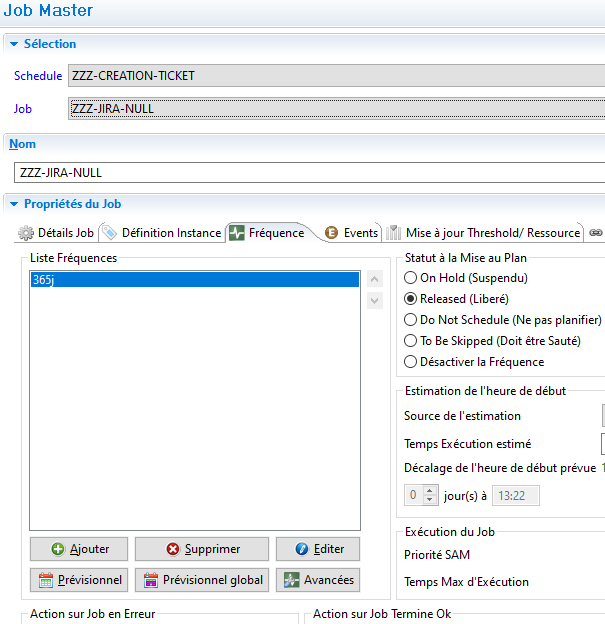 Job Master
Sélection
Schedule ZZZ-CREATION-TICKET
Job ZZZ-JIRA-NULL
Nom
ZZZ-JIRA-NULL
Propriétés du Job
Détails Job Définition Instance Fréquence Events Mise à jour Threshold/ Ressource
Liste Fréquences
365j
Ajouter Supprimer Editer
Prévisionnel Prévisionnel global Avancées
Statut à la Mise au Plan
On Hold (Suspendu)
Released (Libéré)
Do Not Schedule (Ne pas planifier)
To Be Skipped (Doit être Sauté)
Désactiver la Fréquence
Estimation de l'heure de début
Source de l'estimation
Temps Exécution estimé
Décalage de l'heure de début prévue 1
0 jour(s) à 13:22
Exécution du Job
Priorité SAM
Temps Max d'Exécution
Action sur Job en Erreur Action sur Job Termine Ok